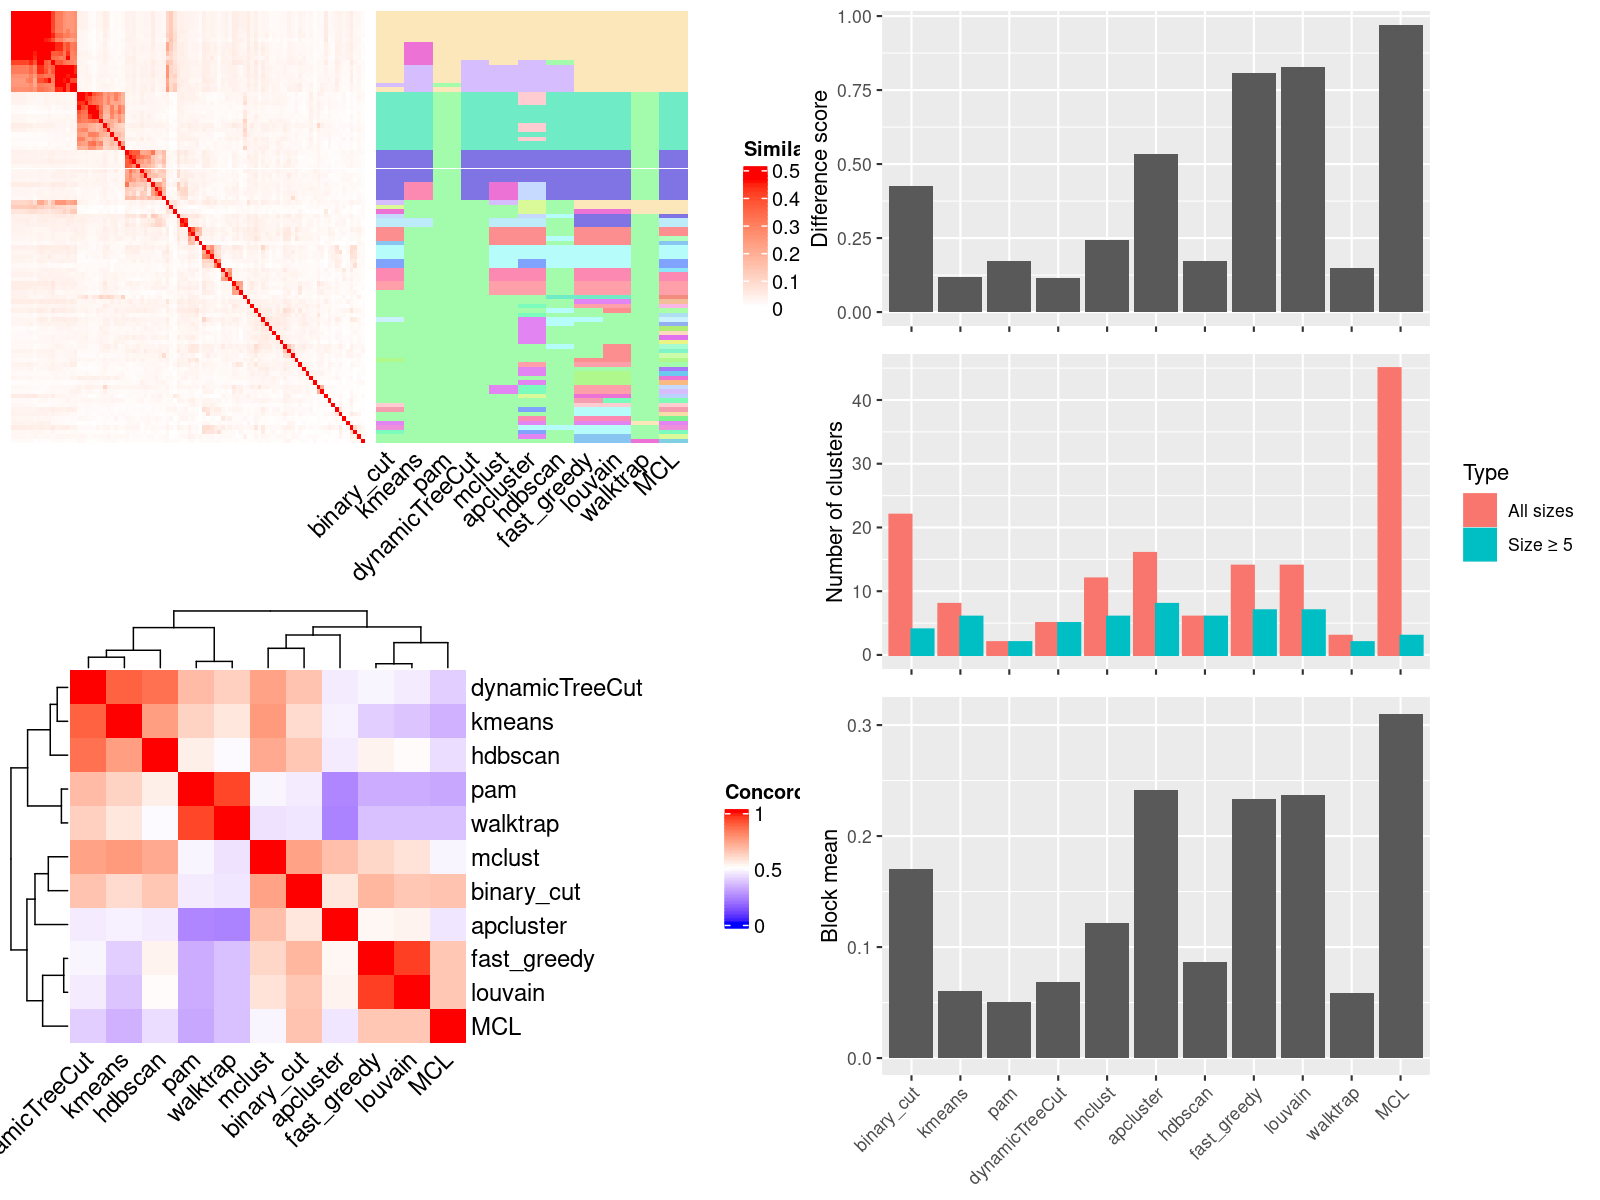 Simila
0.5
0.4
0.3
0.2
0.1
0
binary_cut
kmeans
pam
dynamicTreeCut
mclust
apcluster
hdbscan
fast_greedy
louvain
walktrap
MCL
dynamicTreeCut
kmeans
hdbscan
pam
walktrap
mclust
binary_cut
apcluster
fast_greedy
louvain
MCL
Concord
1
0.5
0
amicTreeCut
kmeans
hdbscan
pam
walktrap
mclust
binary_cut
apcluster
fast_greedy
louvain
MCL
Difference score
1.00
0.75
0.50
0.25
0.00
Number of clusters
40
30
20
10
0
Type
All sizes
Size ≥ 5
Block mean
0.3
0.2
0.1
0.0
binary_cut
kmeans
pam
dynamicTreeCut
mclust
apcluster
hdbscan
fast_greedy
louvain
walktrap
MCL